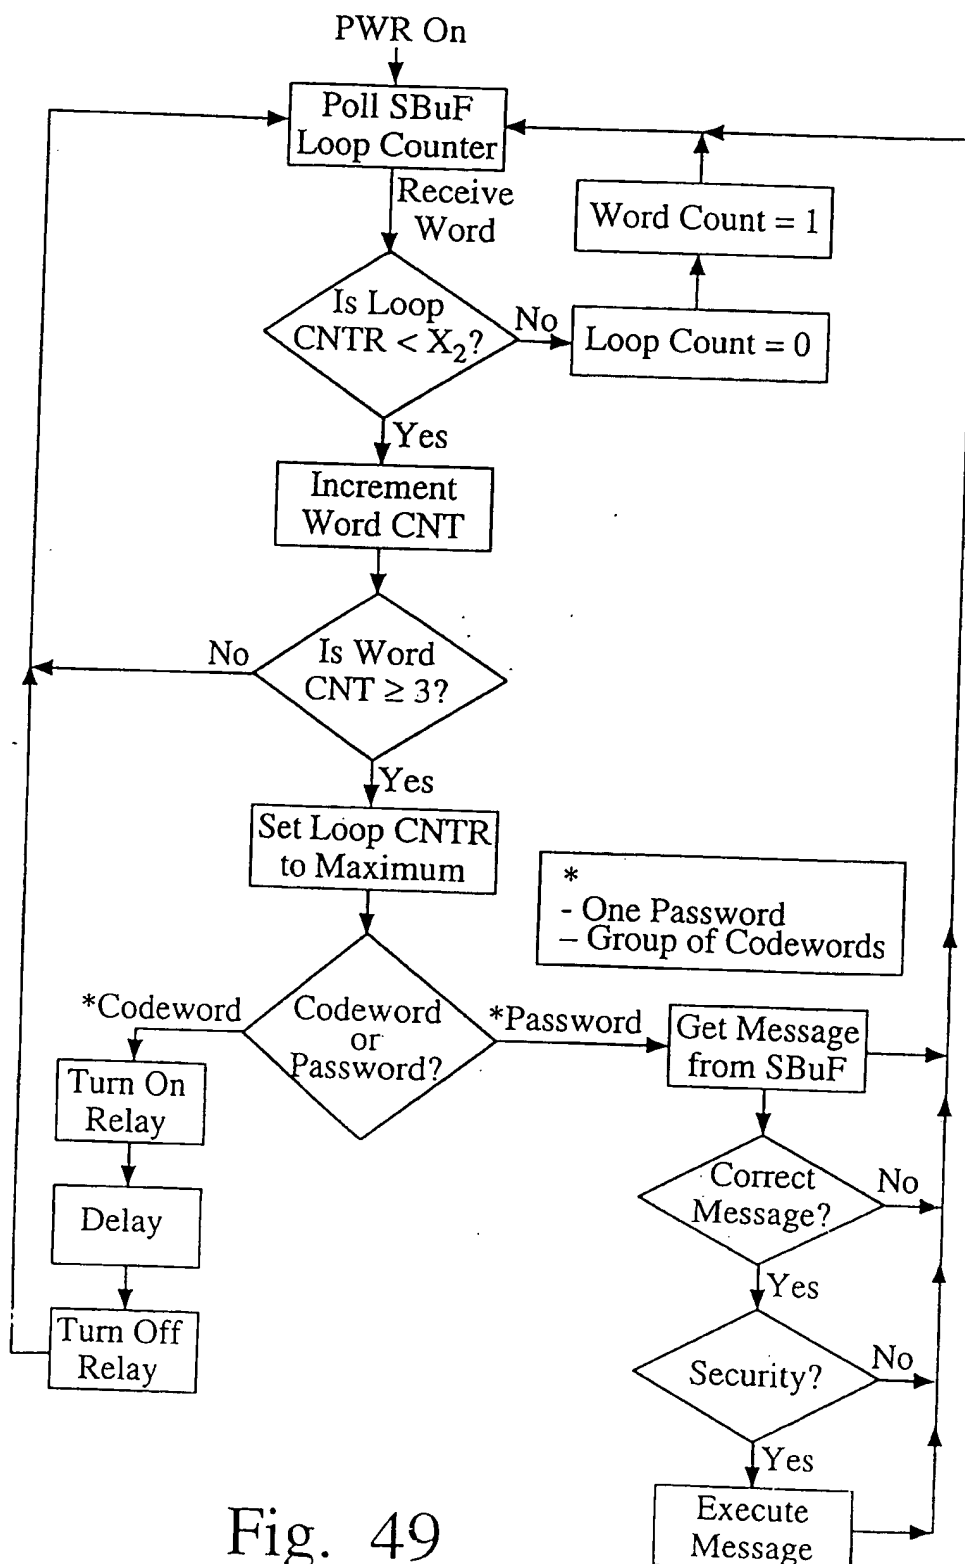 PWR On
Poll SBuF
Loop Counter
Receive
Word
Word Count = 1
Is Loop
CNTR < X₂?
No
Loop Count = 0
Yes
Increment
Word CNT
No
Is Word
CNT ≥ 3?
Yes
Set Loop CNTR
to Maximum
*
- One Password
– Group of Codewords
*Codeword
Codeword
or
Password?
*Password
Get Message
from SBuF
Turn On
Relay
Delay
Turn Off
Relay
Correct
Message?
No
Yes
Security?
No
Yes
Execute
Message
Fig. 49